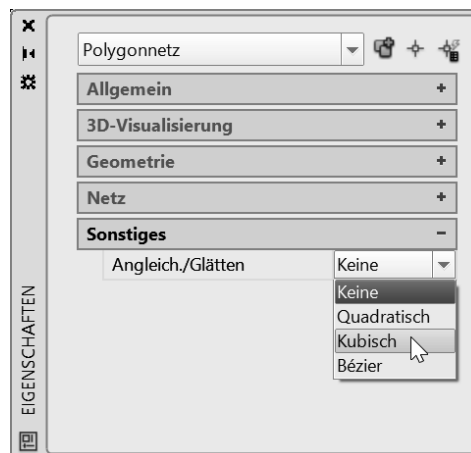 Polygonnetz
Allgemein
3D-Visualisierung
Geometrie
Netz
Sonstiges
Angleich./Glätten Keine
Keine
Quadratisch
Kubisch
Bézier
EIGENSCHAFTEN